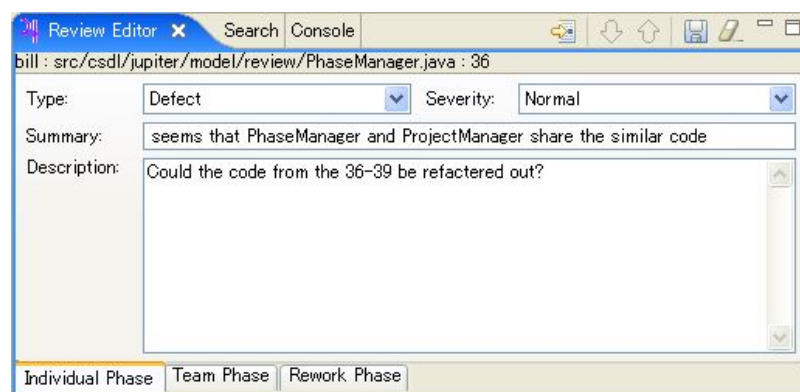 Review Editor Search Console
bill : src/csdl/jupiter/model/review/PhaseManager.java : 36
Type: Defect Severity: Normal
Summary: seems that PhaseManager and ProjectManager share the similar code
Description: Could the code from the 36-39 be refactered out?
Individual Phase Team Phase Rework Phase